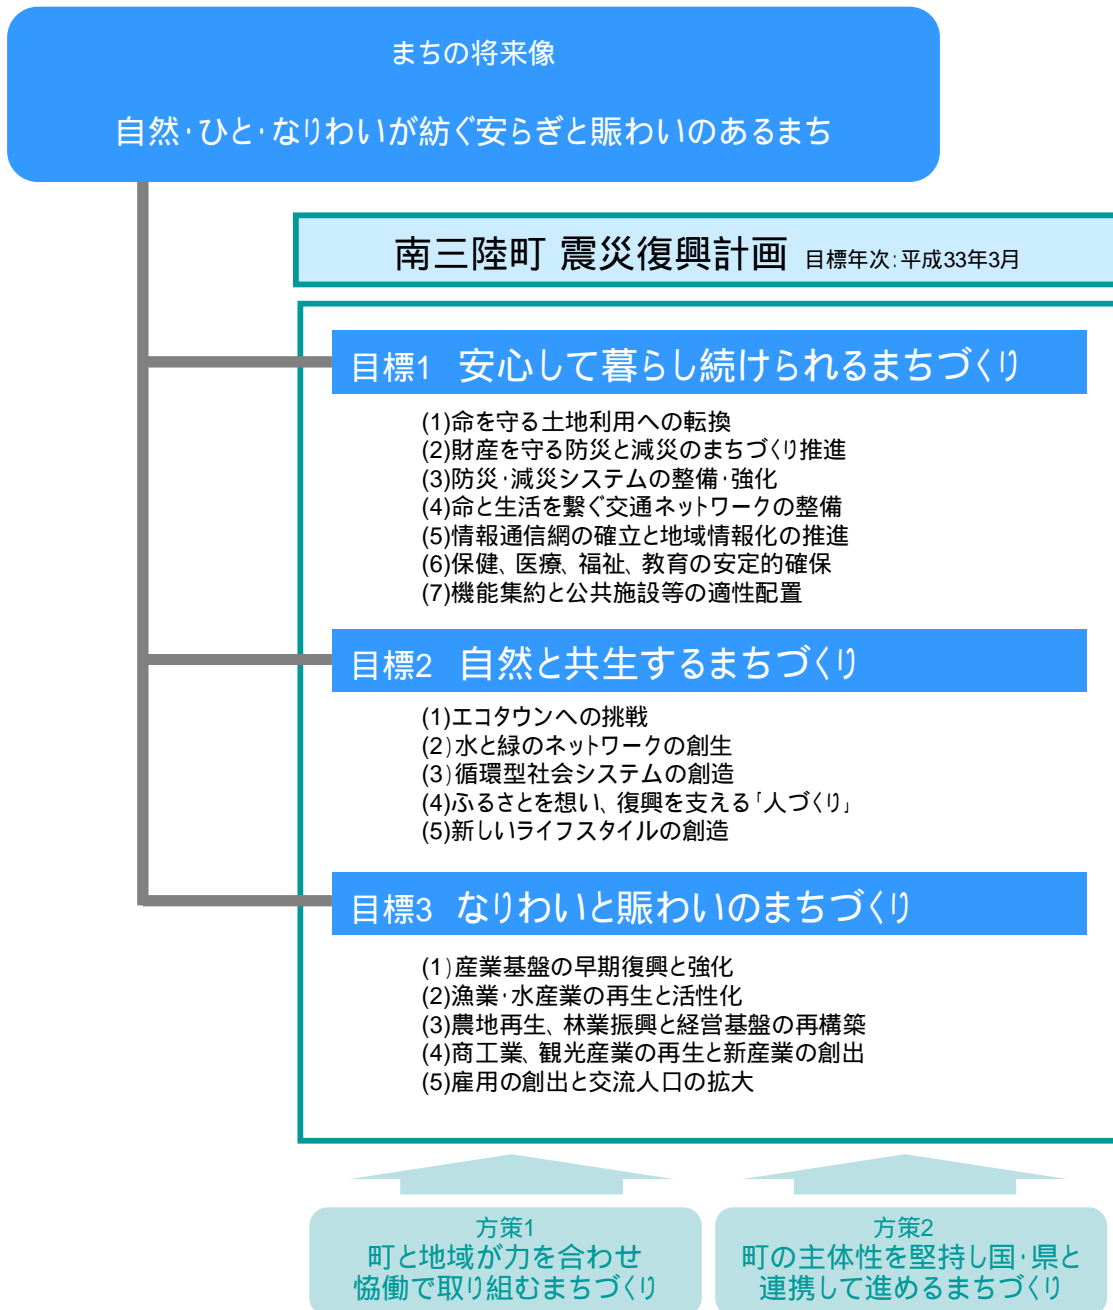 まちの将来像
自然・ひと・なりわいが紡ぐ安らぎと賑わいのあるまち
南三陸町 震災復興計画 目標年次:平成33年3月
目標1 安心して暮らし続けられるまちづくり
(1)命を守る土地利用への転換
(2)財産を守る防災と減災のまちづくり推進
(3)防災・減災システムの整備・強化
(4)命と生活を繋ぐ交通ネットワークの整備
(5)情報通信網の確立と地域情報化の推進
(6)保健、医療、福祉、教育の安定的確保
(7)機能集約と公共施設等の適性配置
目標2 自然と共生するまちづくり
(1)エコタウンへの挑戦
(2)水と緑のネットワークの創生
(3)循環型社会システムの創造
(4)ふるさとを想い、復興を支える「人づくり」
(5)新しいライフスタイルの創造
目標3 なりわいと賑わいのまちづくり
(1)産業基盤の早期復興と強化
(2)漁業・水産業の再生と活性化
(3)農地再生、林業振興と経営基盤の再構築
(4)商工業、観光産業の再生と新産業の創出
(5)雇用の創出と交流人口の拡大
方策1
町と地域が力を合わせ
協働で取り組むまちづくり
方策2
町の主体性を堅持し国・県と
連携して進めるまちづくり